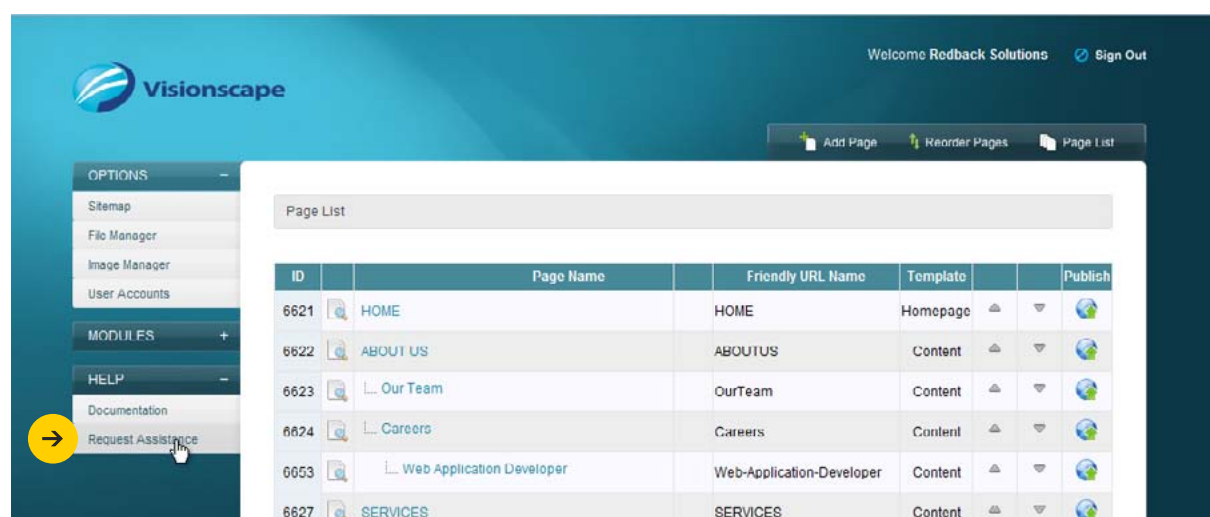 Welcome Redback Solutions Sign Out
Visionscape
Add Page Reorder Pages Page List
OPTIONS −
Sitemap
File Manager
Image Manager
User Accounts
MODULES +
HELP −
Documentation
Request Assistance
Page List
ID Page Name Friendly URL Name Template Publish
6621 HOME HOME Homepage
6622 ABOUT US ABOUTUS Content
6623 Our Team OurTeam Content
6624 Careers Careers Content
6653 Web Application Developer Web-Application-Developer Content
6627 SERVICES SERVICES Content